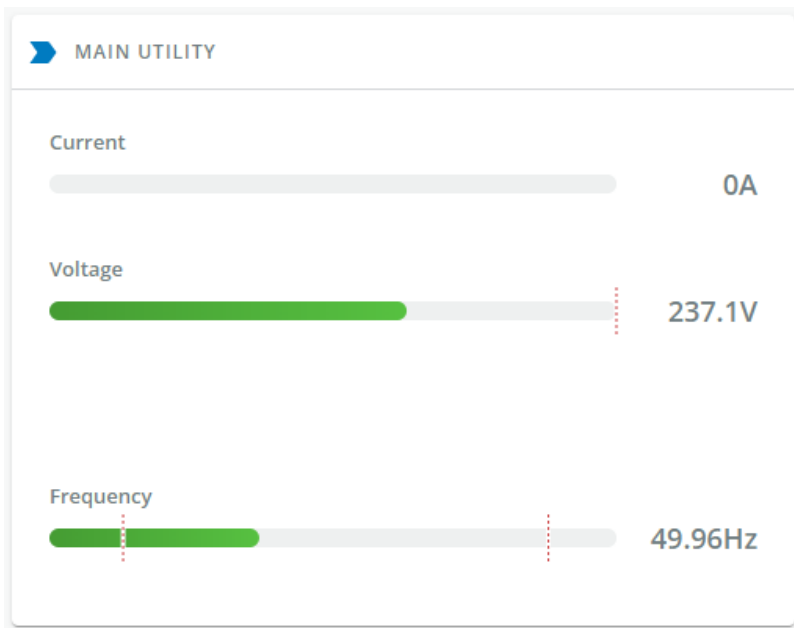 MAIN UTILITY
Current
0A
Voltage
237.1V
Frequency
49.96Hz